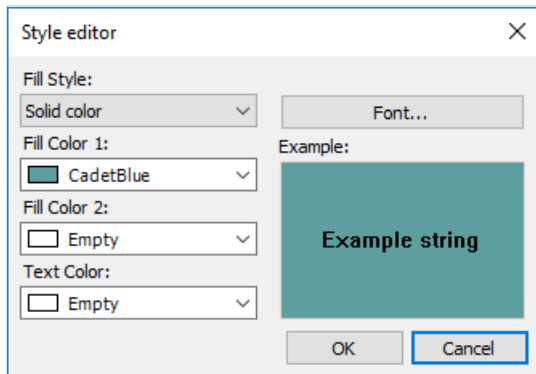 Style editor
Fill Style:
Solid color
Font...
Fill Color 1:
CadetBlue
Example:
Fill Color 2:
Empty
Example string
Text Color:
Empty
OK
Cancel